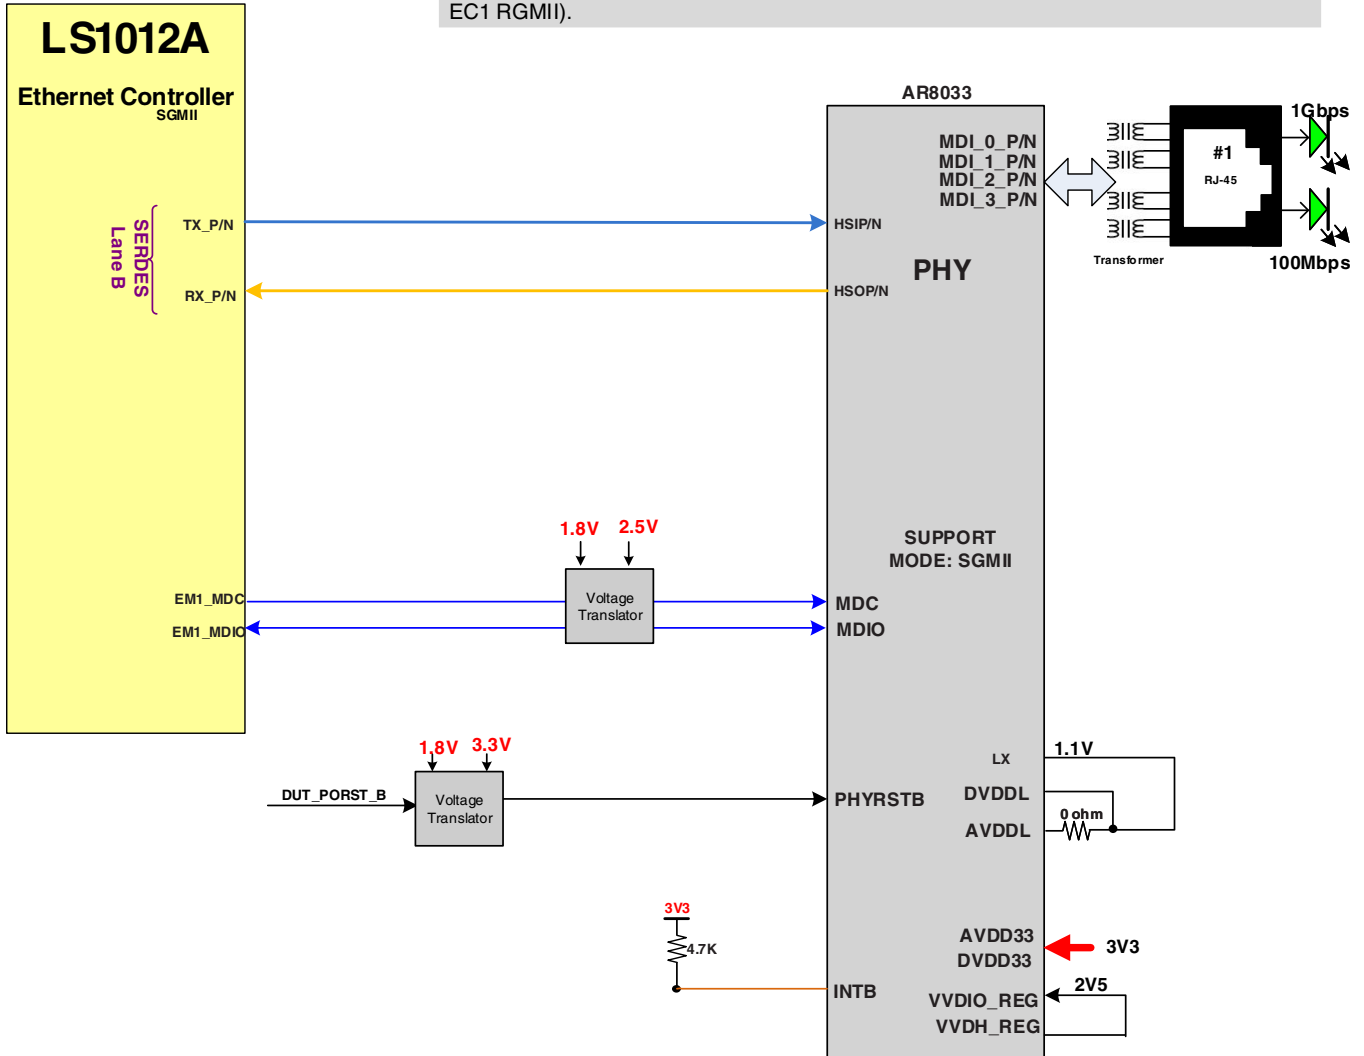 EC1 RGMII).
LS1012A
Ethernet Controller
SGMII
AR8033
1Gbps
MDI_0_P/N
MDI_1_P/N
MDI_2_P/N
MDI_3_P/N
#1
RJ-45
TX_P/N
SERDES
Lane B
RX_P/N
HSIP/N
HSOP/N
PHY
Transformer
100Mbps
1.8V
2.5V
SUPPORT
MODE: SGMII
EM1_MDC
EM1_MDIO
Voltage
Translator
MDC
MDIO
1.8V
3.3V
DUT_PORST_B
Voltage
Translator
PHYRSTB
LX
1.1V
DVDDL
AVDDL
0 ohm
3V3
4.7K
INTB
AVDD33
DVDD33
3V3
2V5
VVDIO_REG
VVDH_REG